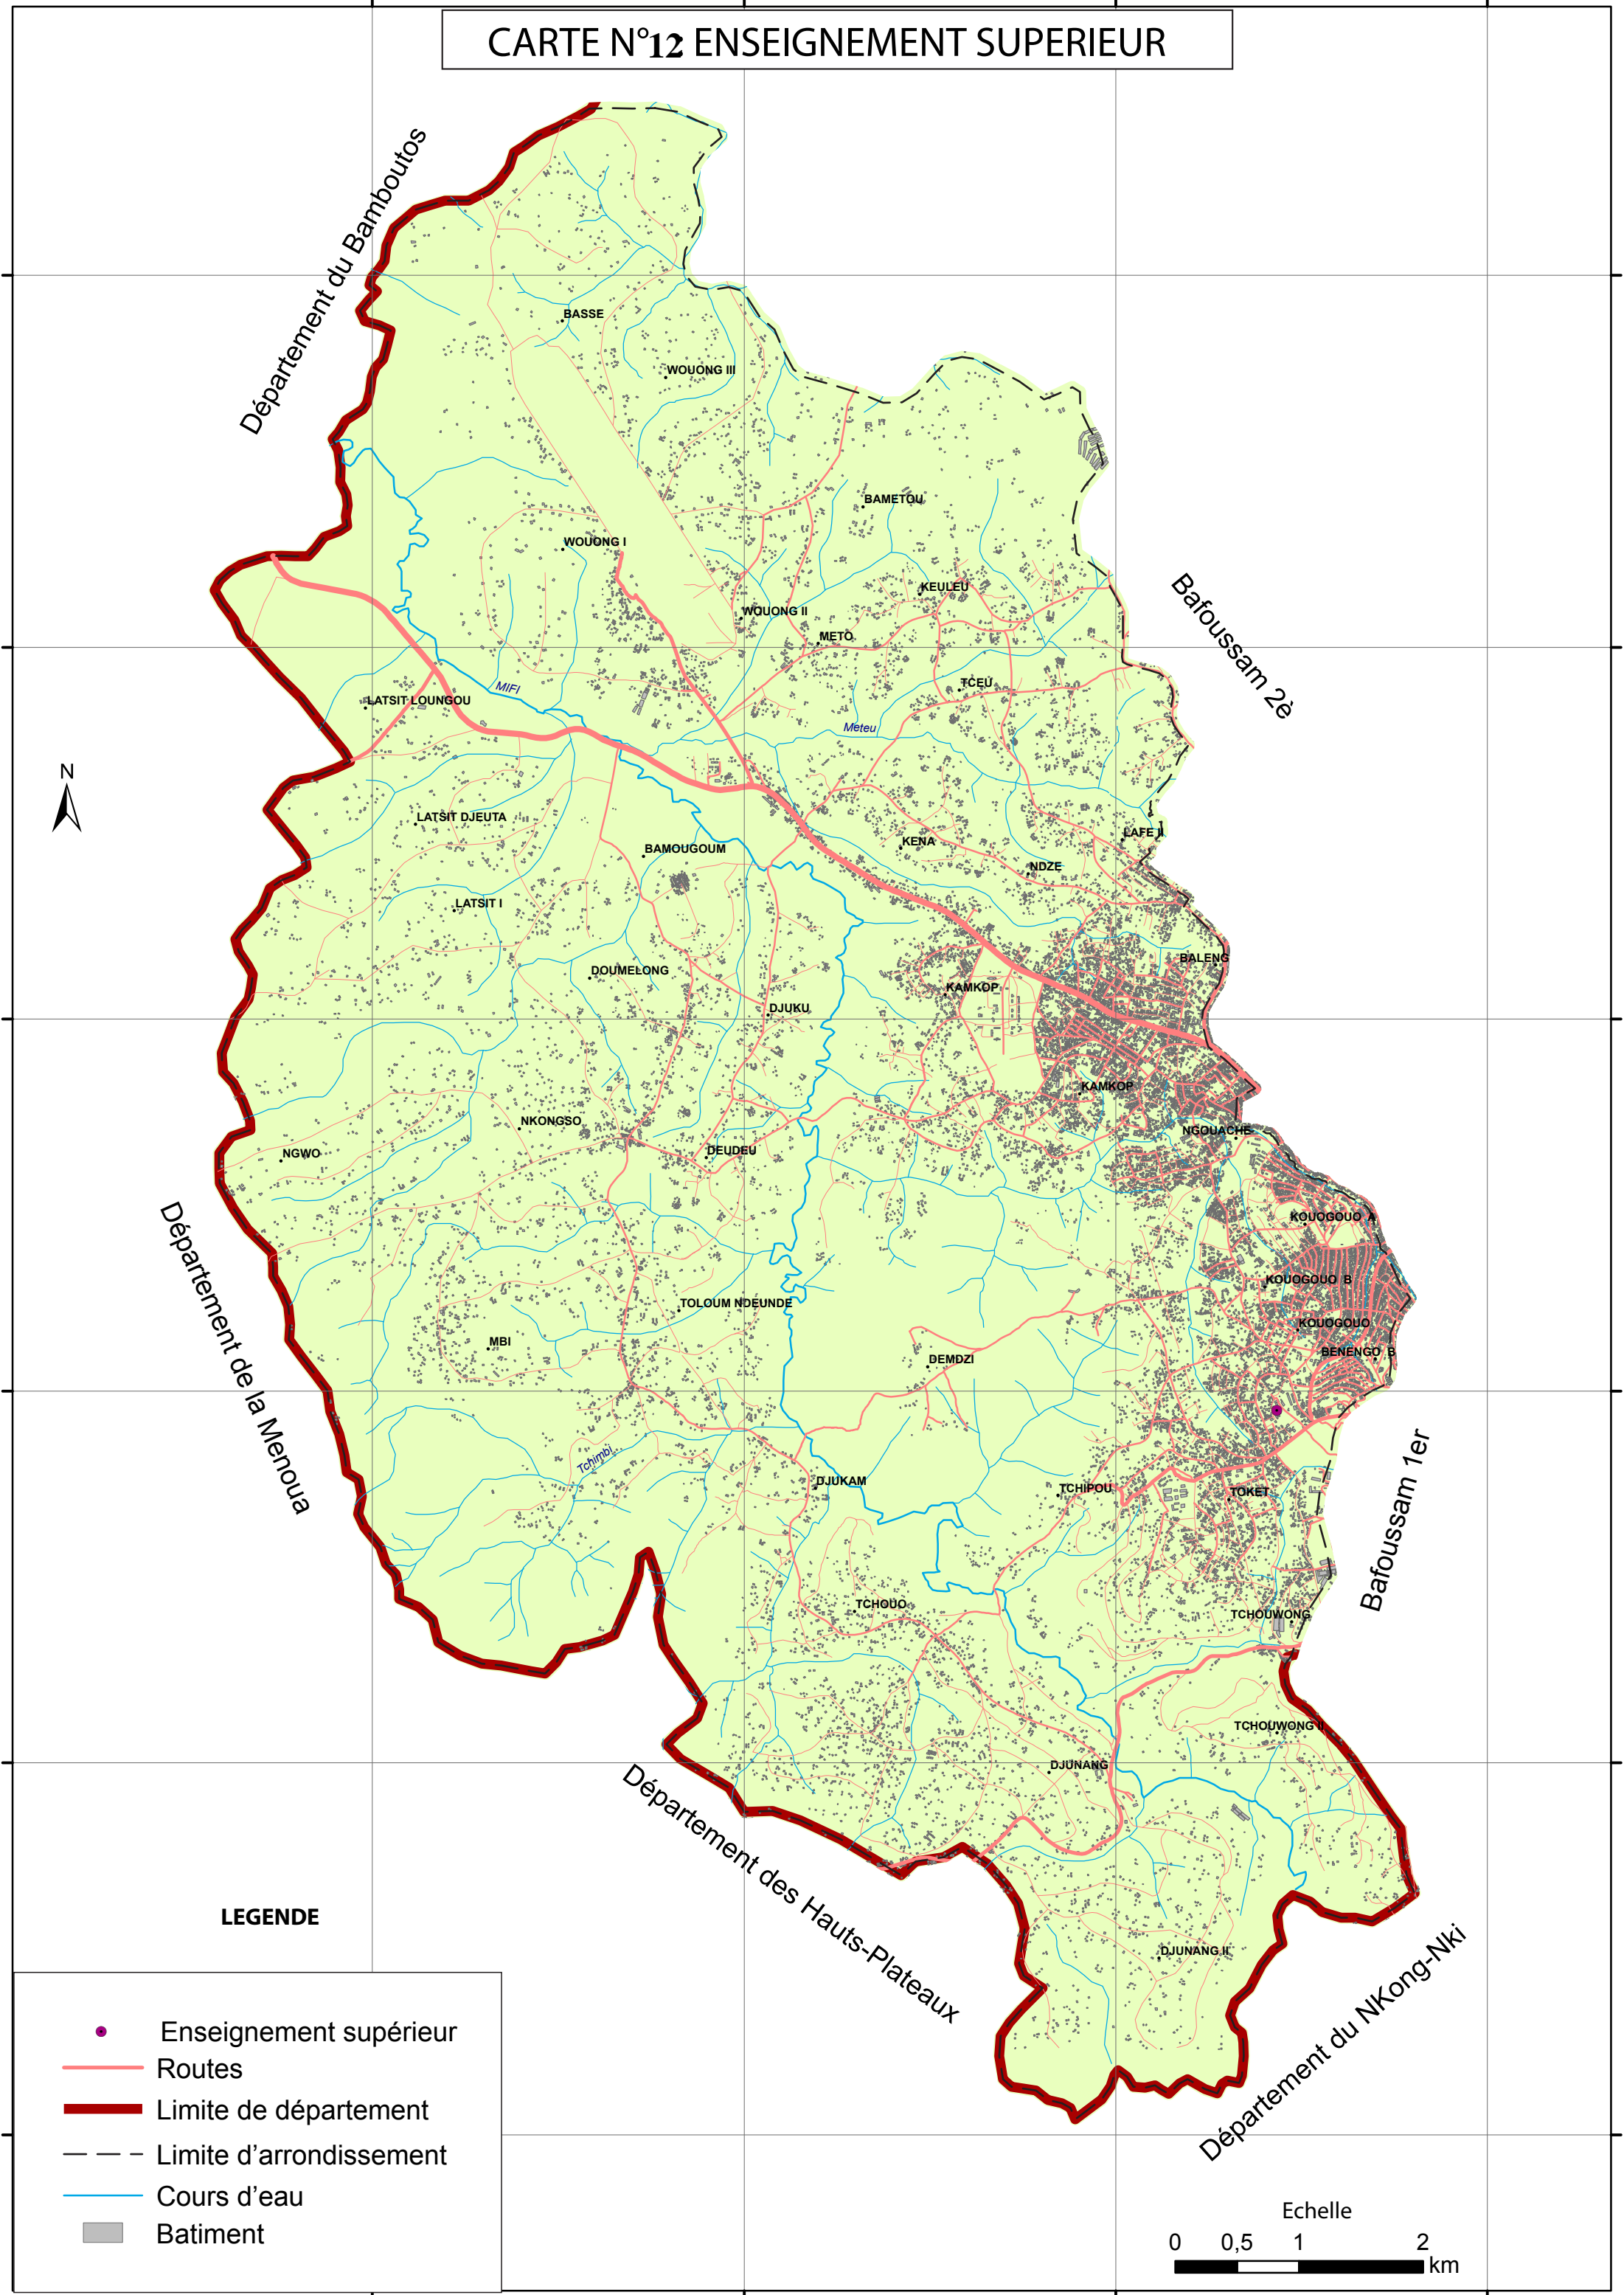 CARTE N°12 ENSEIGNEMENT SUPERIEUR
Département du Bamboutos
BASSE
WOUONG III
BAMETOU
WOUONG I
KEULEU
Bafoussam 2è
WOUONG II
METO
TCEU
LATSIT LOUNGOU
MIFI
Meteu
N
LATSIT DJEUTA
LAFE II
KENA
BAMOUGOUM
NDZE
LATSIT I
BALENG
DOUMELONG
KAMKOP
DJUKU
KAMKOP
NKONGSO
NGOUACHE
DEUDEU
NGWO
Département de la Menoua
KOUOGOUO A
KOUOGOUO B
TOLOUM NDEUNDE
KOUOGOUO
MBI
BENENGO B
DEMDZI
Tchimbi
Bafoussam 1er
DJUKAM
TCHIPOU
TOKET
TCHOUO
TCHOUWONG
TCHOUWONG II
DJUNANG
Département des Hauts-Plateaux
DJUNANG II
Département du NKong-Nki
LEGENDE
Enseignement supérieur
Routes
Limite de département
Limite d’arrondissement
Cours d’eau
Batiment
Echelle
0 0,5 1 2
km